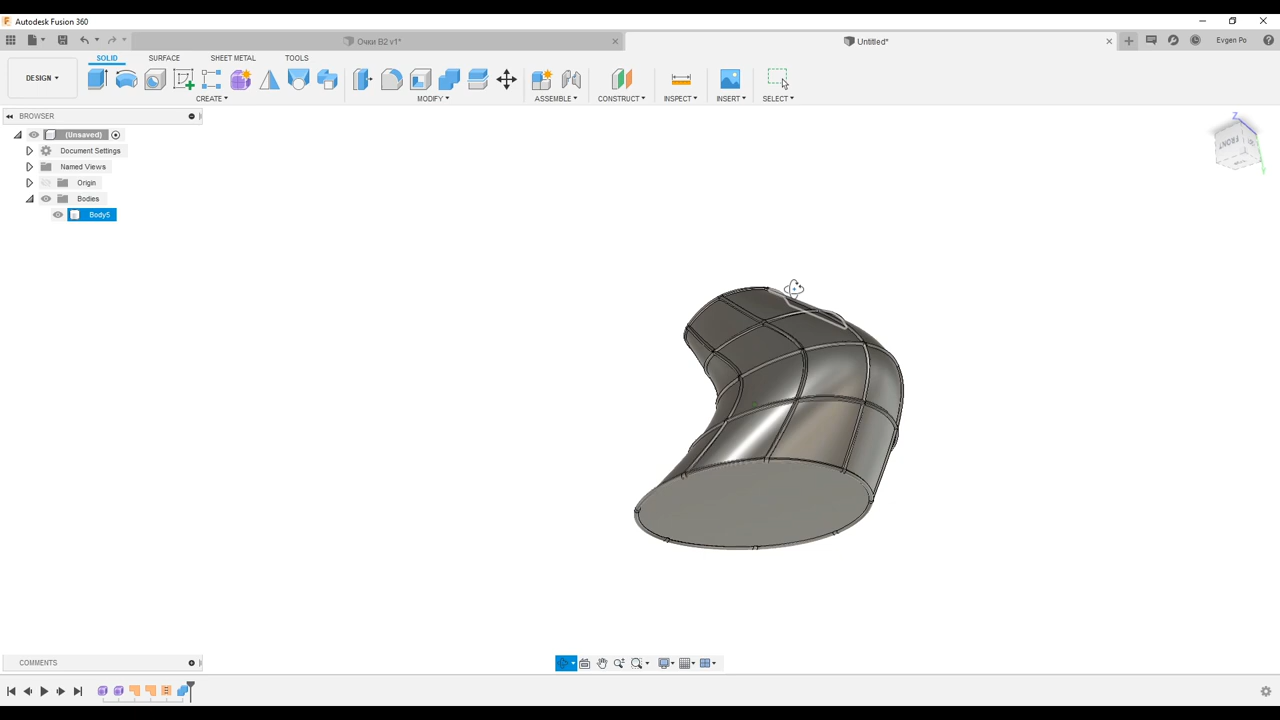 Autodesk Fusion 360
Очки В2 v1*
Untitled*
Evgen Po
DESIGN
SOLID
SURFACE
SHEET METAL
TOOLS
CREATE
MODIFY
ASSEMBLE
CONSTRUCT
INSPECT
INSERT
SELECT
BROWSER
(Unsaved)
Document Settings
Named Views
Origin
Bodies
Body5
Z
FRONT
COMMENTS